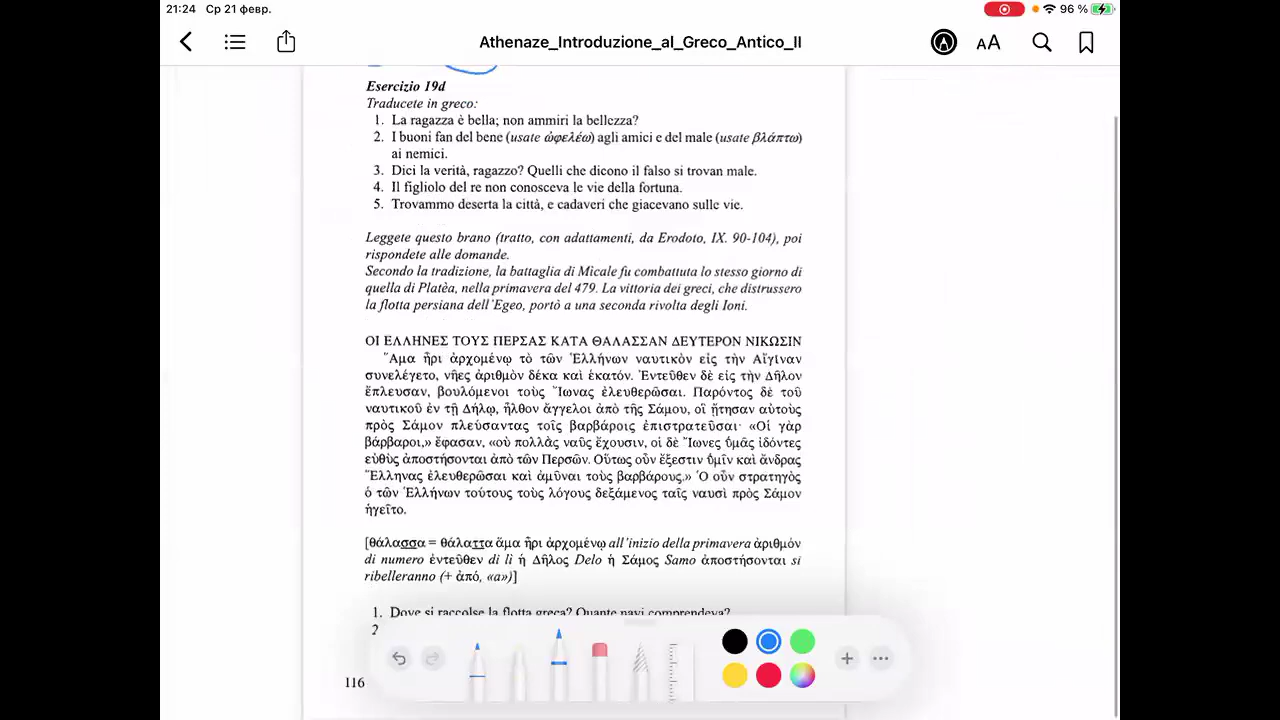 21:24 Ср 21 февр.
96 %
Athenaze_Introduzione_al_Greco_Antico_II
AA
Esercizio 19d
Traducete in greco:
1. La ragazza è bella; non ammiri la bellezza?
2. I buoni fan del bene (usate ὠφελέω) agli amici e del male (usate βλάπτω)
ai nemici.
3. Dici la verità, ragazzo? Quelli che dicono il falso si trovan male.
4. Il figliolo del re non conosceva le vie della fortuna.
5. Trovammo deserta la città, e cadaveri che giacevano sulle vie.
Leggete questo brano (tratto, con adattamenti, da Erodoto, IX. 90-104), poi
rispondete alle domande.
Secondo la tradizione, la battaglia di Micale fu combattuta lo stesso giorno di
quella di Platèa, nella primavera del 479. La vittoria dei greci, che distrussero
la flotta persiana dell'Egeo, portò a una seconda rivolta degli Ioni.
ΟΙ ΕΛΛΗΝΕΣ ΤΟΥΣ ΠΕΡΣΑΣ ΚΑΤΑ ΘΑΛΑΣΣΑΝ ΔΕΥΤΕΡΟΝ ΝΙΚΩΣΙΝ
Ἅμα ἦρι ἀρχομένῳ τὸ τῶν Ἑλλήνων ναυτικὸν εἰς τὴν Αἴγῑναν
συνελέγετο, νῆες ἀριθμὸν δέκα καὶ ἑκατόν. Ἐντεῦθεν δὲ εἰς τὴν Δῆλον
ἔπλευσαν, βουλόμενοι τοὺς Ἴωνας ἐλευθερῶσαι. Παρόντος δὲ τοῦ
ναυτικοῦ ἐν τῇ Δήλῳ, ἦλθον ἄγγελοι ἀπὸ τῆς Σάμου, οἳ ᾔτησαν αὐτοὺς
πρὸς Σάμον πλεύσαντας τοῖς βαρβάροις ἐπιστρατεῦσαι· «Οἱ γὰρ
βάρβαροι,» ἔφασαν, «οὐ πολλᾱ̀ς ναῦς ἔχουσιν, οἱ δὲ Ἴωνες ῡ̔μᾶς ἰδόντες
εὐθὺς ἀποστήσονται ἀπὸ τῶν Περσῶν. Οὕτως οὖν ἔξεστιν ῡ̔μῖν καὶ ἄνδρας
Ἕλληνας ἐλευθερῶσαι καὶ ἀμῦναι τοὺς βαρβάρους.» Ὁ οὖν στρατηγὸς
ὁ τῶν Ἑλλήνων τούτους τοὺς λόγους δεξάμενος ταῖς ναυσὶ πρὸς Σάμον
ἡγεῖτο.
[θάλασσα = θάλαττα ἅμα ἦρι ἀρχομένῳ all'inizio della primavera ἀριθμόν
di numero ἐντεῦθεν di lì ἡ Δῆλος Delo ἡ Σάμος Samo ἀποστήσονται si
ribelleranno (+ ἀπό, «a»)]
1. Dove si raccolse la flotta greca? Quante navi comprendeva?
2
116